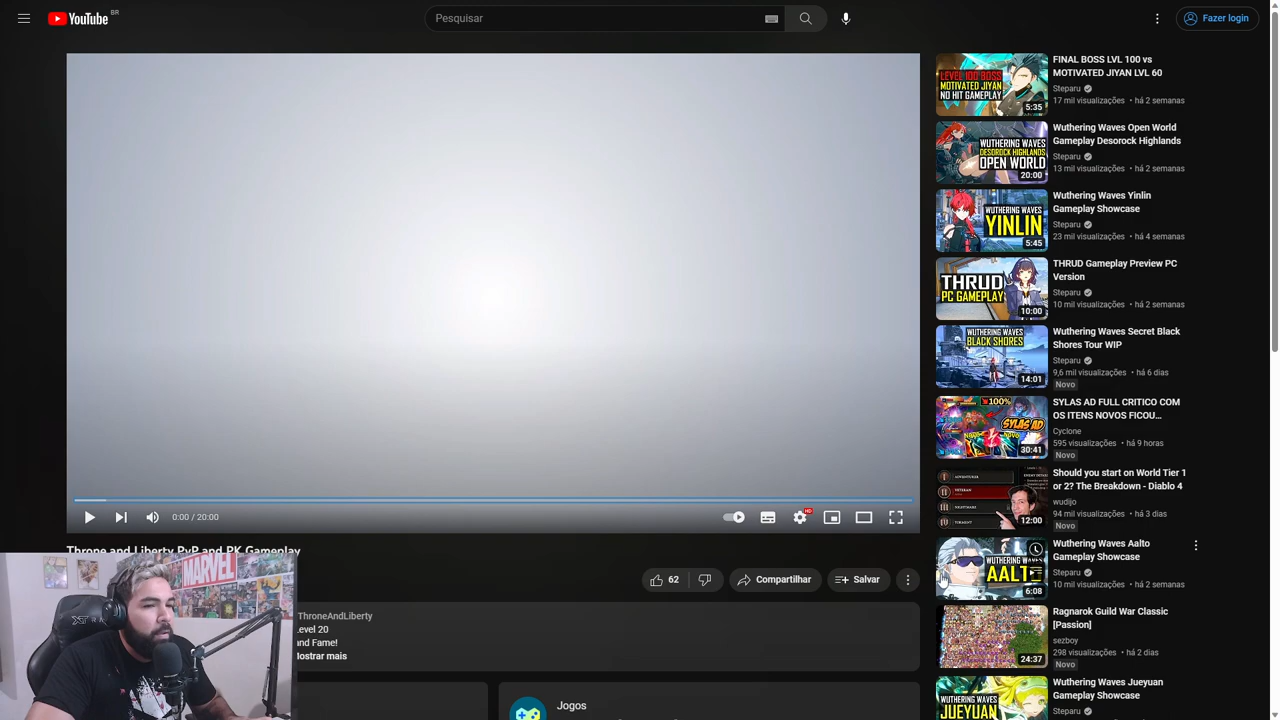 YouTube BR
Pesquisar
Fazer login
0:00 / 20:00
HD
Throne and Liberty PvP and PK Gameplay
62
Compartilhar
Salvar
ThroneAndLiberty
Level 20
and Fame!
Mostrar mais
Jogos
MARVEL
LEVEL 100 BOSS
MOTIVATED JIYAN
NO HIT GAMEPLAY
5:35
FINAL BOSS LVL 100 vs
MOTIVATED JIYAN LVL 60
Steparu
17 mil visualizações • há 2 semanas
WUTHERING WAVES
DESOROCK HIGHLANDS
OPEN WORLD
20:00
Wuthering Waves Open World
Gameplay Desorock Highlands
Steparu
13 mil visualizações • há 2 semanas
WUTHERING WAVES
YINLIN
5:45
Wuthering Waves Yinlin
Gameplay Showcase
Steparu
23 mil visualizações • há 4 semanas
THRUD
PC GAMEPLAY
10:00
THRUD Gameplay Preview PC
Version
Steparu
10 mil visualizações • há 2 semanas
WUTHERING WAVES
BLACK SHORES
14:01
Wuthering Waves Secret Black
Shores Tour WIP
Steparu
9,6 mil visualizações • há 6 dias
Novo
100%
SYLAS AD
30:41
SYLAS AD FULL CRITICO COM
OS ITENS NOVOS FICOU...
Cyclone
595 visualizações • há 9 horas
Novo
12:00
Should you start on World Tier 1
or 2? The Breakdown - Diablo 4
wudijo
94 mil visualizações • há 3 dias
Novo
WUTHERING WAVES
AALTO
6:08
Wuthering Waves Aalto
Gameplay Showcase
Steparu
10 mil visualizações • há 2 semanas
24:37
Ragnarok Guild War Classic
[Passion]
sezboy
298 visualizações • há 2 dias
Novo
WUTHERING WAVES
JUEYUAN
Wuthering Waves Jueyuan
Gameplay Showcase
Steparu